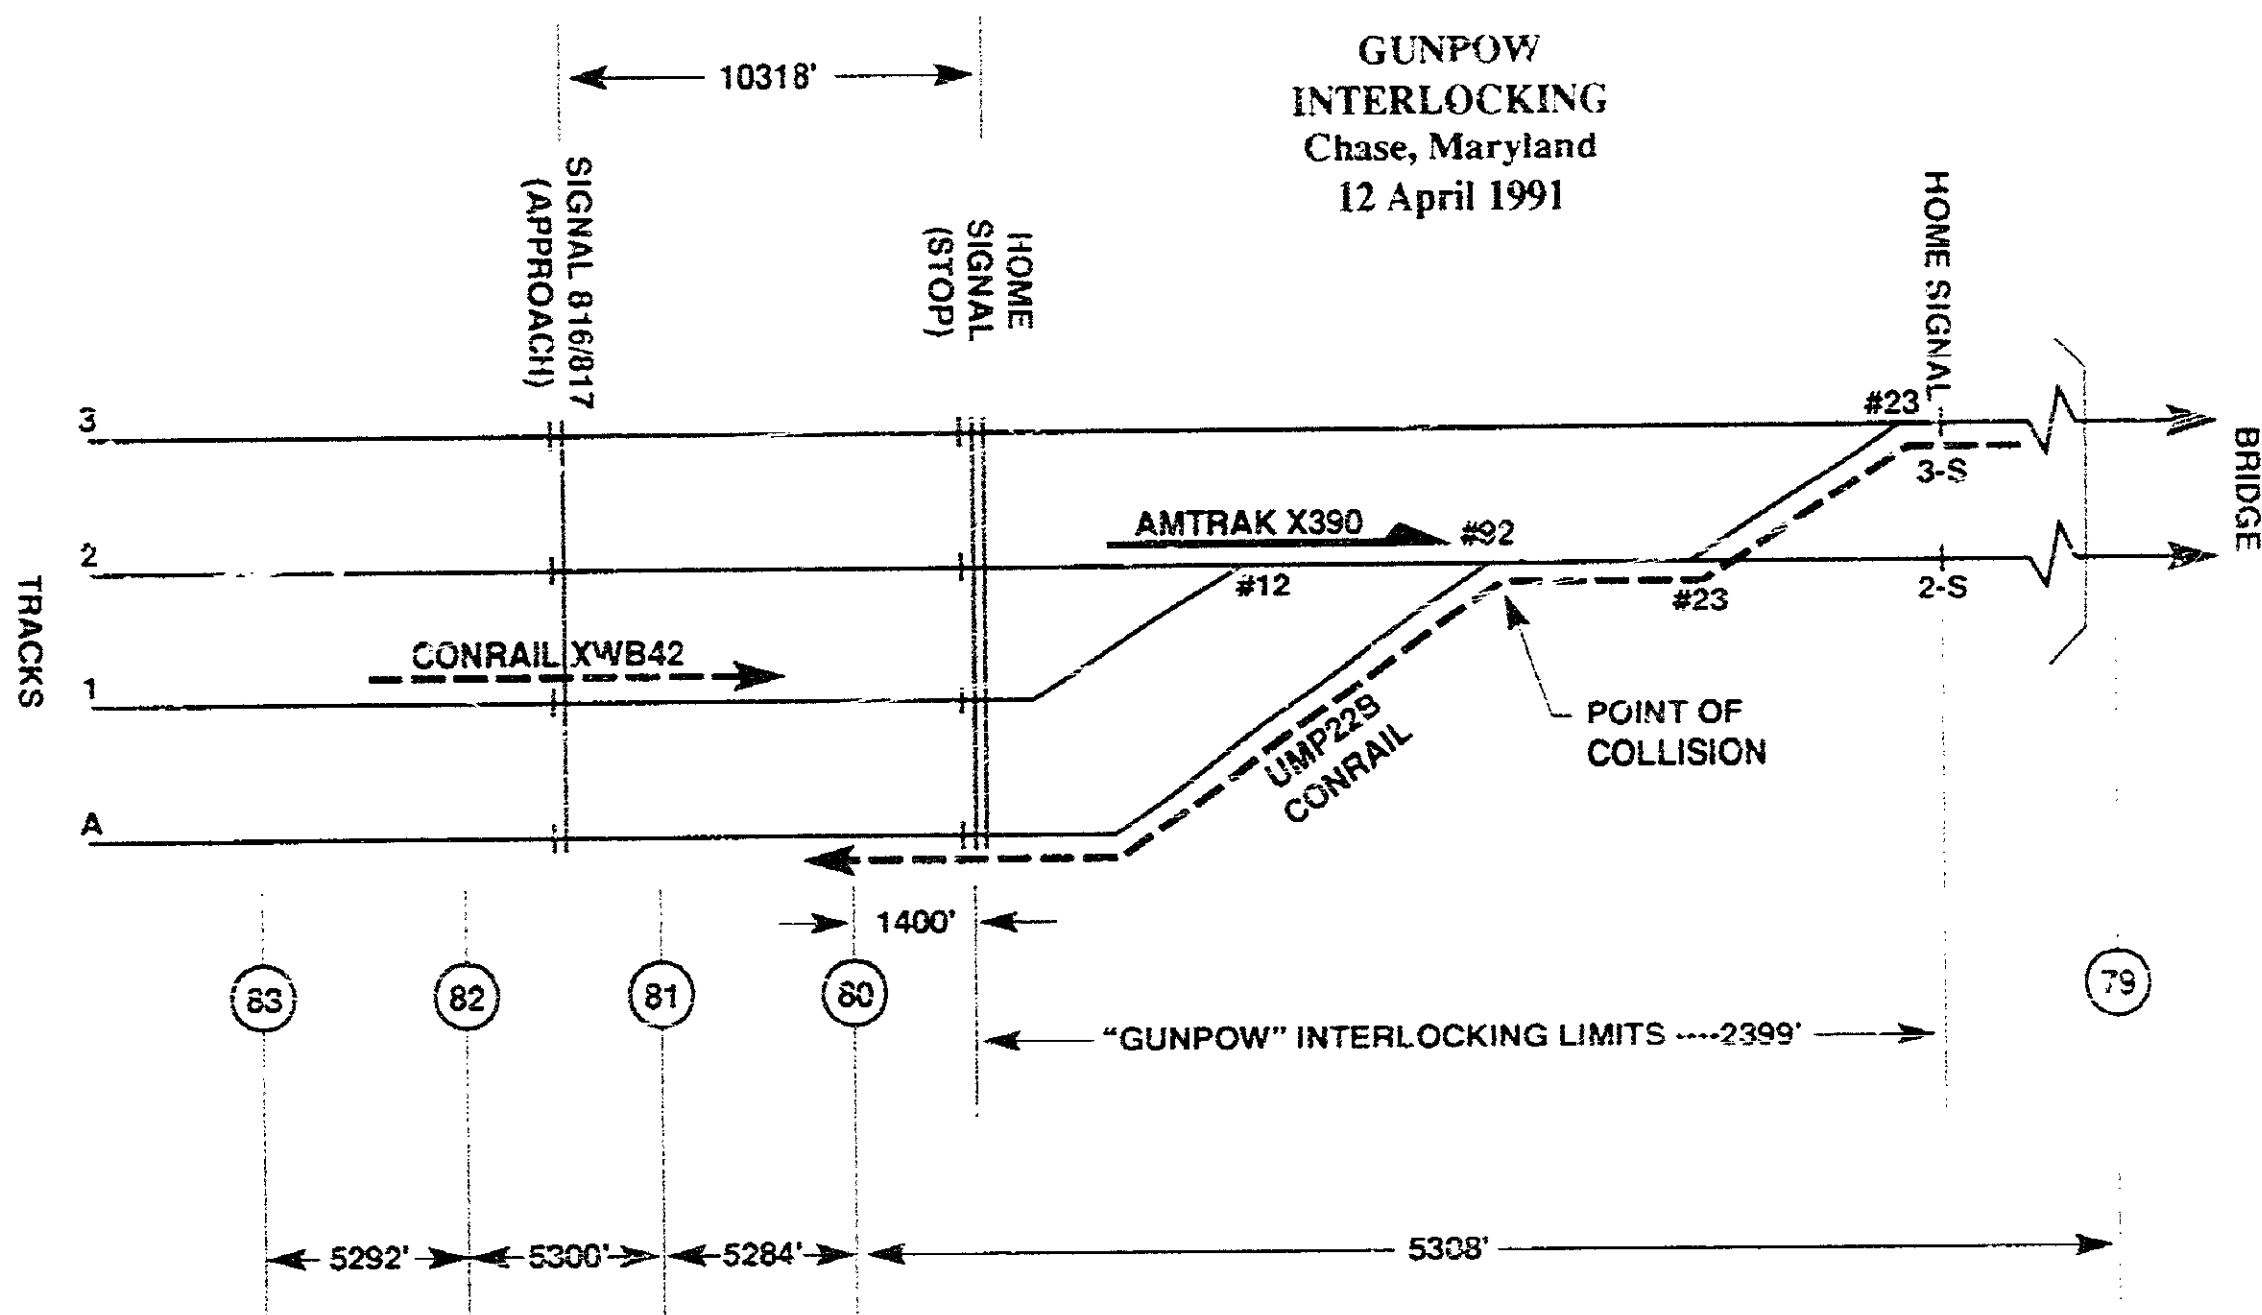 GUNPOW
INTERLOCKING
Chase, Maryland
12 April 1991
10318'
SIGNAL 816/817
(APPROACH)
HOME
SIGNAL
(STOP)
HOME SIGNAL
3
#23
3-S
BRIDGE
AMTRAK X390
#92
2
#12
#23
2-S
TRACKS
CONRAIL XWB42
1
UMP22B
CONRAIL
POINT OF
COLLISION
A
1400'
83
82
81
80
79
"GUNPOW" INTERLOCKING LIMITS ----2399'
5292'
5300'
5284'
5308'